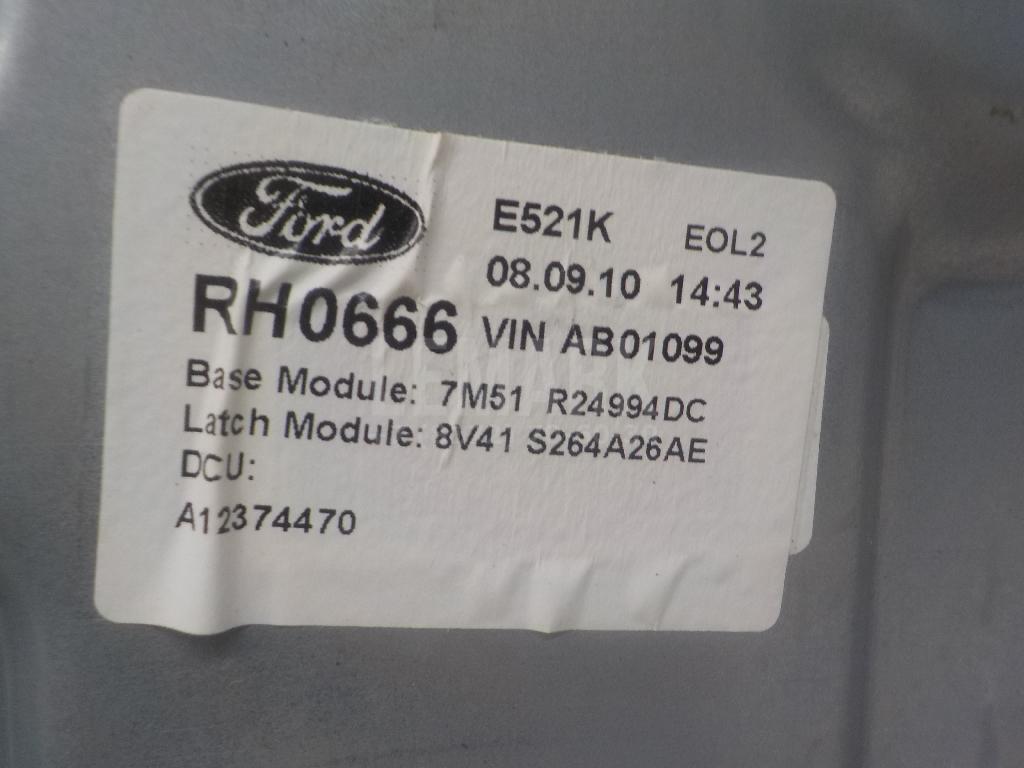 Ford
E521K EOL2
08.09.10 14:43
RH0666 VIN AB01099
Base Module: 7M51 R24994DC
Latch Module: 8V41 S264A26AE
DCU:
A12374470